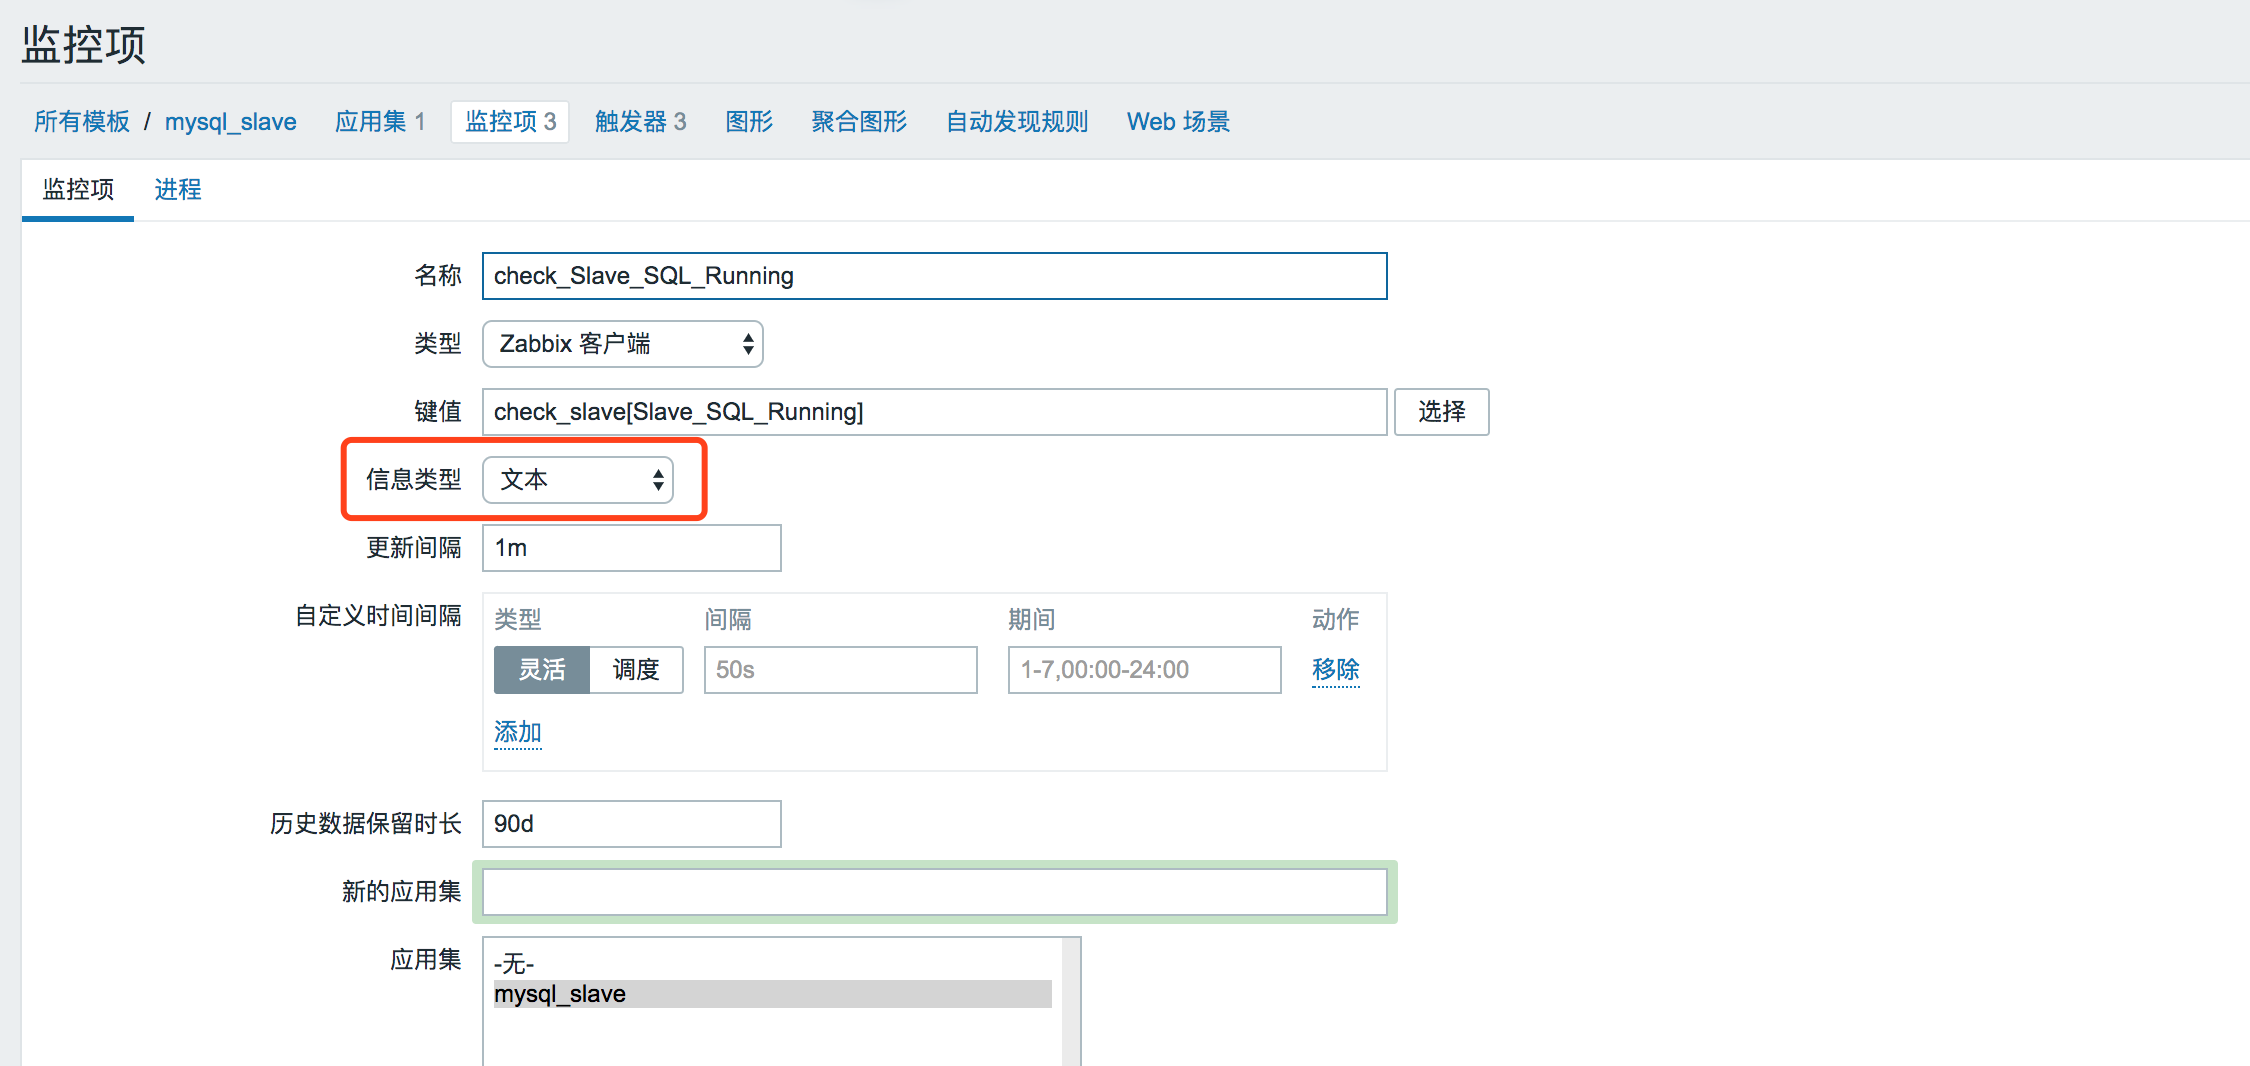 监控项
所有模板 / mysql_slave 应用集 1 监控项 3 触发器 3 图形 聚合图形 自动发现规则 Web 场景
监控项 进程
名称 check_Slave_SQL_Running
类型 Zabbix 客户端
键值 check_slave[Slave_SQL_Running] 选择
信息类型 文本
更新间隔 1m
自定义时间间隔 类型 间隔 期间 动作
灵活 调度 50s 1-7,00:00-24:00 移除
添加
历史数据保留时长 90d
新的应用集
应用集 -无-
mysql_slave